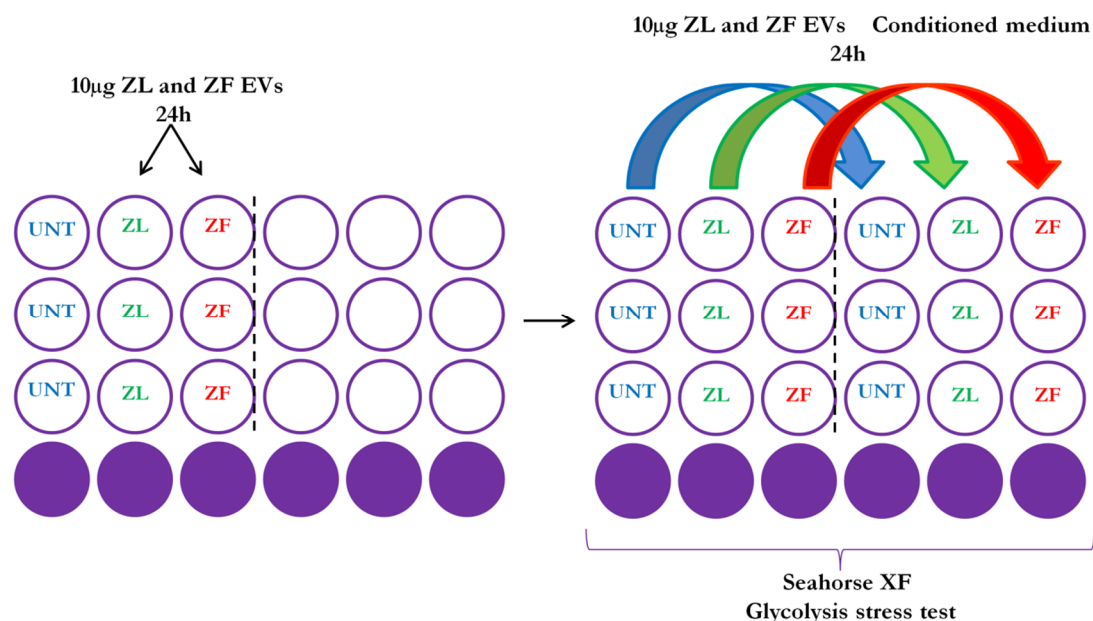 10µg ZL and ZF EVs
24h
UNT ZL ZF
UNT ZL ZF
UNT ZL ZF
10µg ZL and ZF EVs Conditioned medium
24h
UNT ZL ZF UNT ZL ZF
UNT ZL ZF UNT ZL ZF
UNT ZL ZF UNT ZL ZF
Seahorse XF
Glycolysis stress test